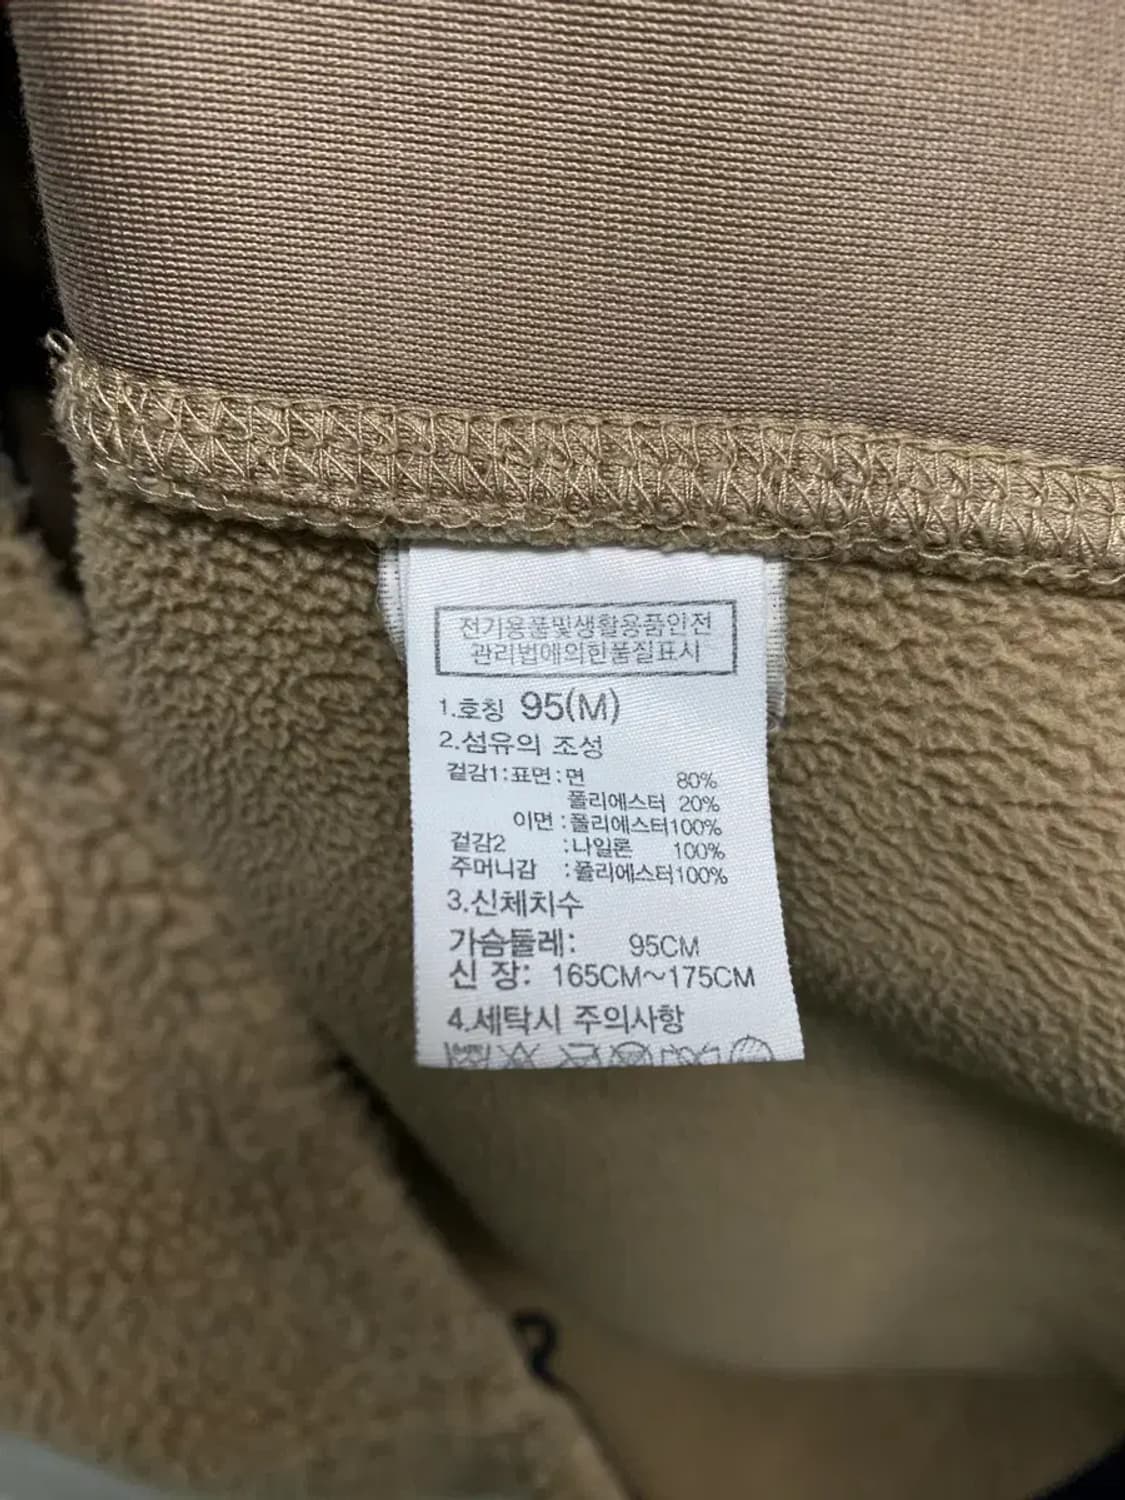 전기용품및생활용품안전
관리법에의한품질표시
1.호칭 95(M)
2.섬유의 조성
겉감1:표면:면 80%
폴리에스터 20%
이면:폴리에스터100%
겉감2 :나일론 100%
주머니감 :폴리에스터100%
3.신체치수
가슴둘레: 95CM
신 장: 165CM~175CM
4.세탁시 주의사항